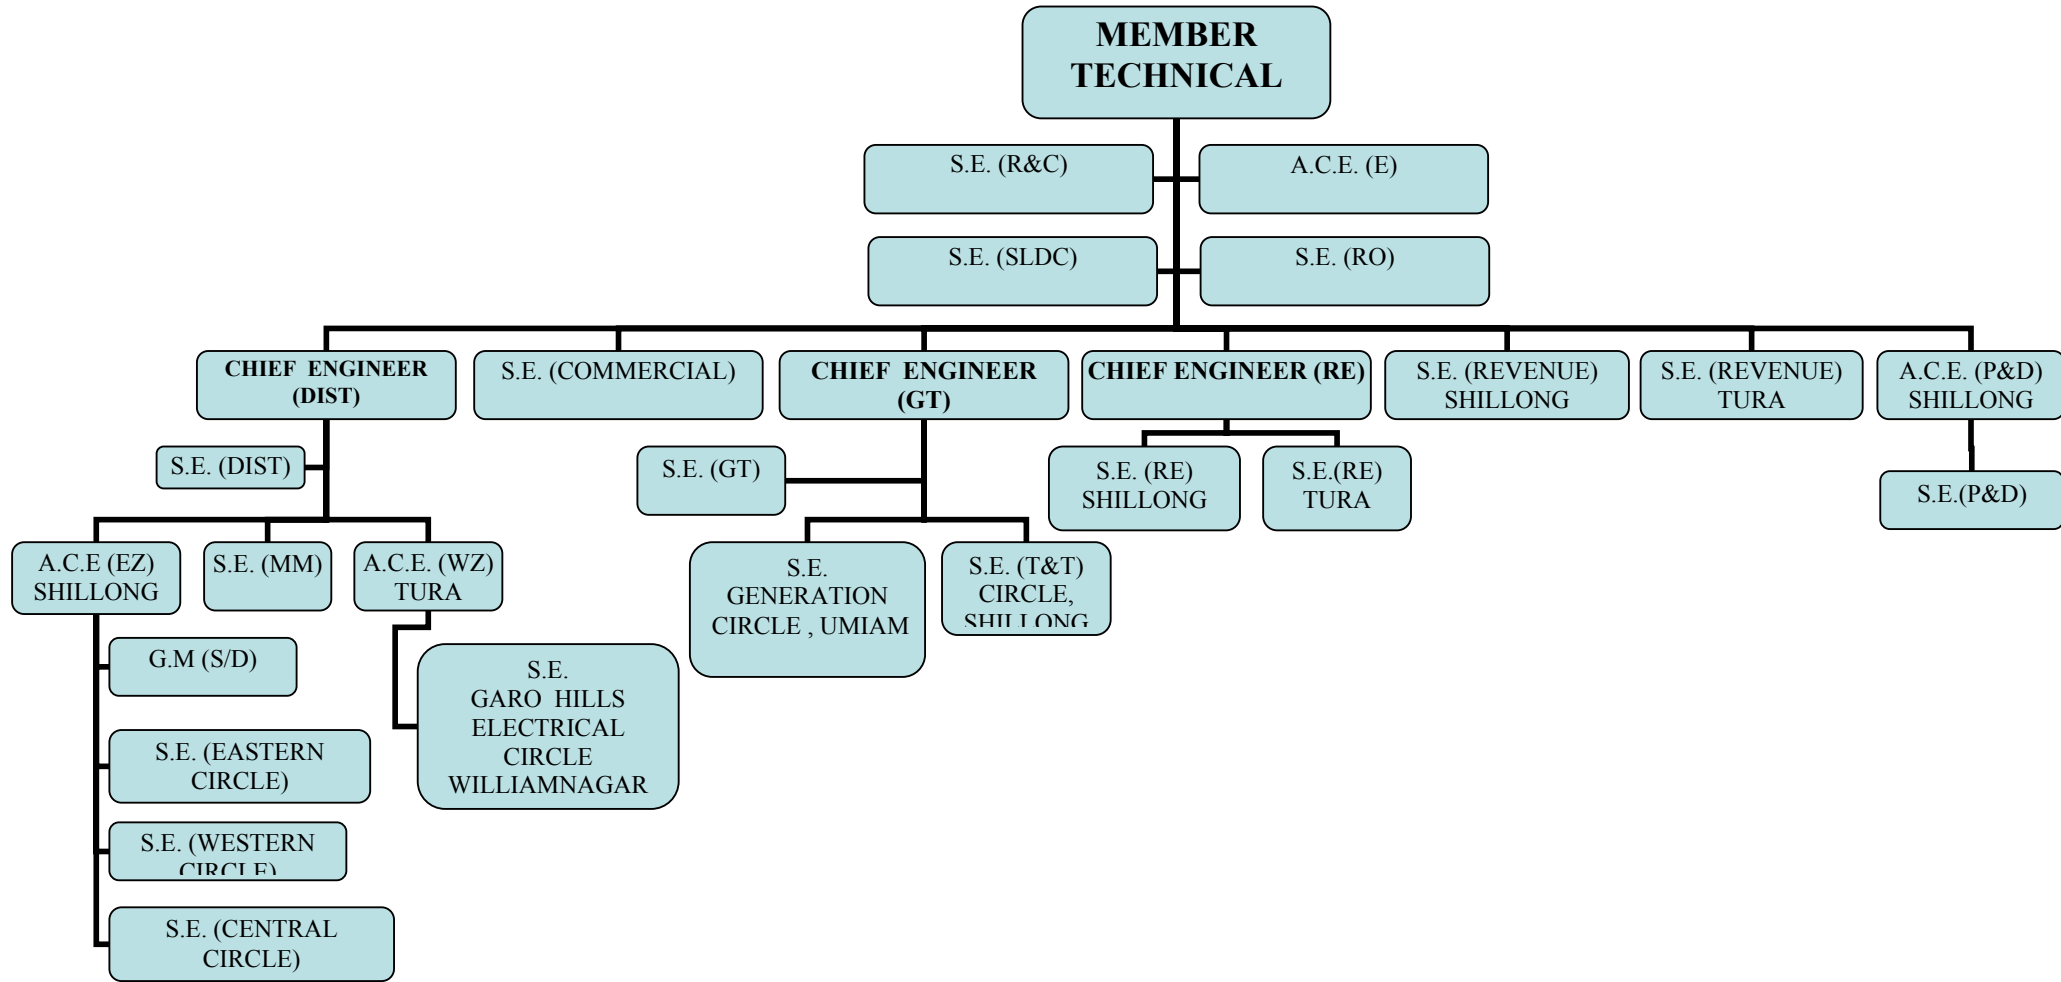 MEMBER
TECHNICAL
S.E. (R&C)
A.C.E. (E)
S.E. (SLDC)
S.E. (RO)
CHIEF ENGINEER
(DIST)
S.E. (COMMERCIAL)
CHIEF ENGINEER
(GT)
CHIEF ENGINEER (RE)
S.E. (REVENUE)
SHILLONG
S.E. (REVENUE)
TURA
A.C.E. (P&D)
SHILLONG
S.E. (DIST)
S.E. (GT)
S.E. (RE)
SHILLONG
S.E.(RE)
TURA
S.E.(P&D)
A.C.E (EZ)
SHILLONG
S.E. (MM)
A.C.E. (WZ)
TURA
S.E.
GENERATION
CIRCLE , UMIAM
S.E. (T&T)
CIRCLE,
SHILLONG
G.M (S/D)
S.E. (EASTERN
CIRCLE)
S.E. (WESTERN
CIRCLE)
S.E. (CENTRAL
CIRCLE)
S.E.
GARO HILLS
ELECTRICAL
CIRCLE
WILLIAMNAGAR